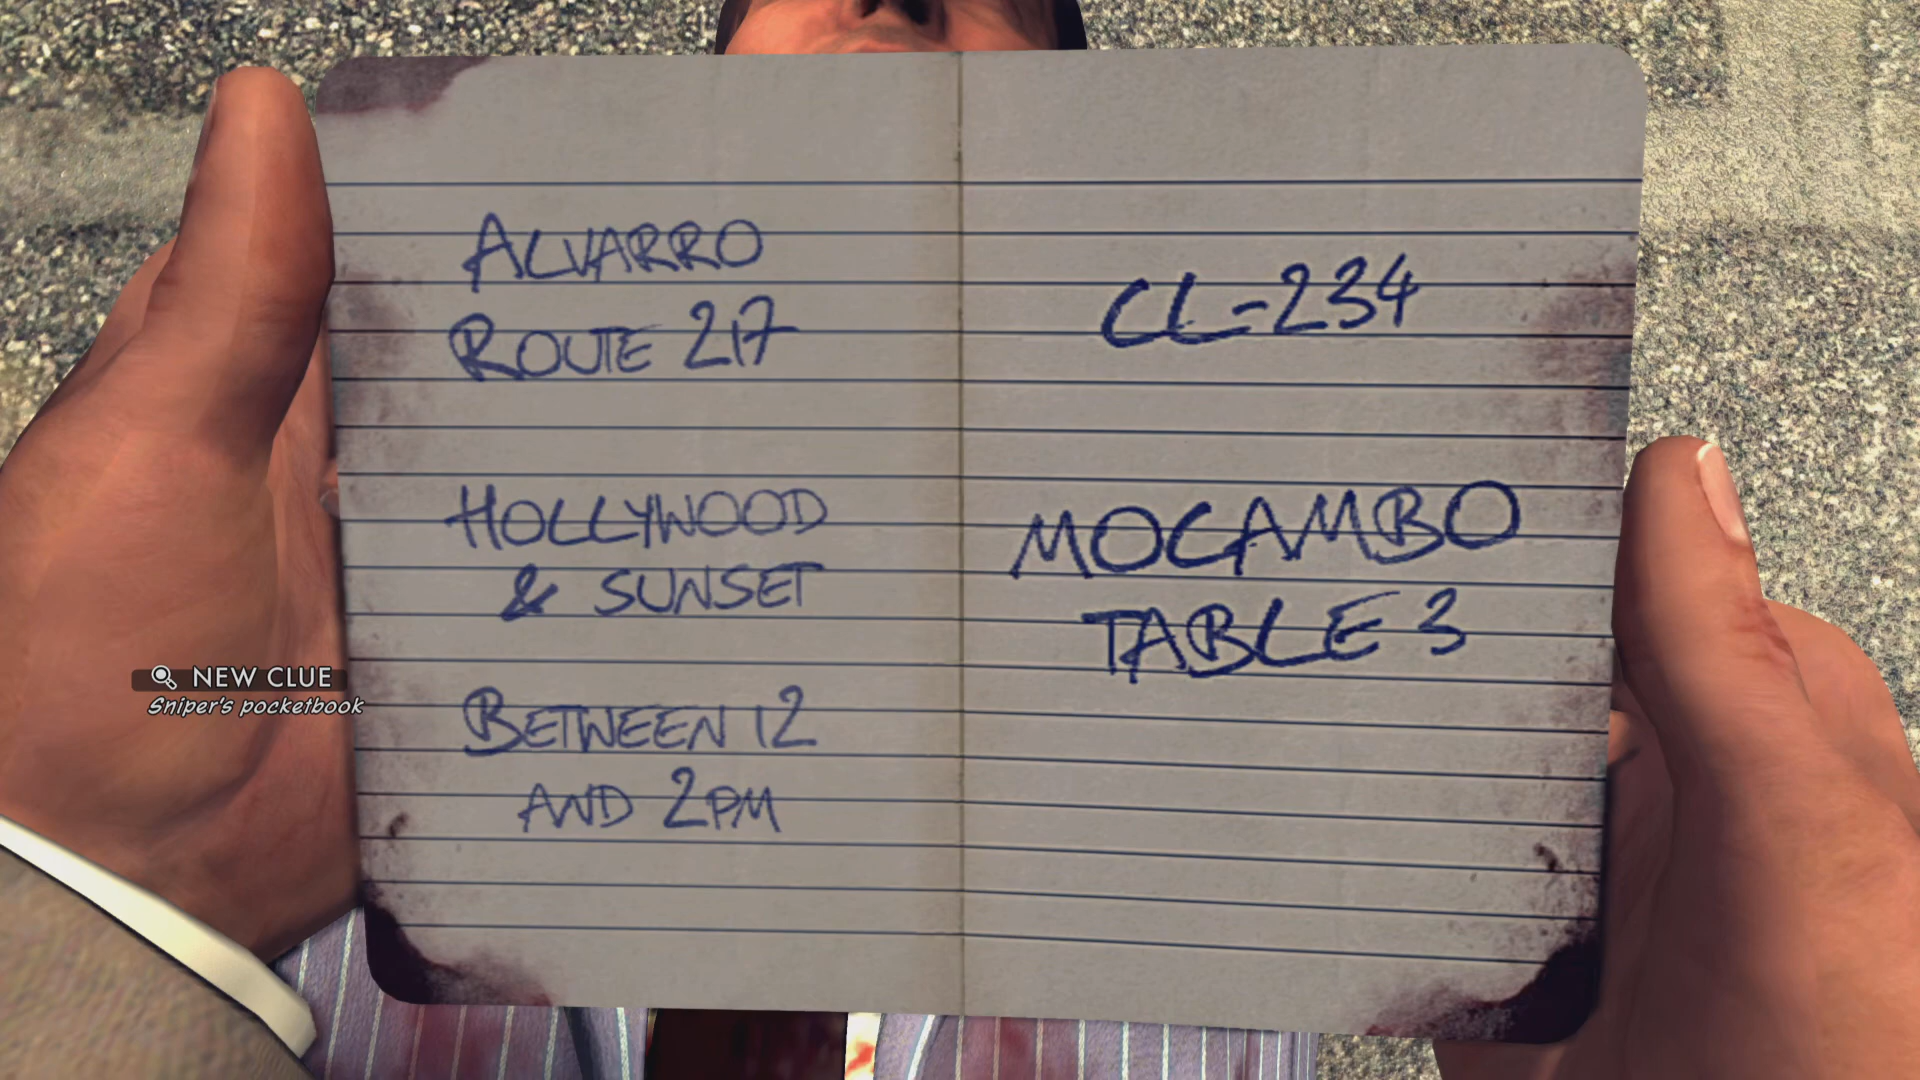 ALVARRO
ROUTE 217
HOLLYWOOD
& SUNSET
BETWEEN 12
AND 2PM
CL-234
MOCAMBO
TABLE 3
NEW CLUE
Sniper's pocketbook